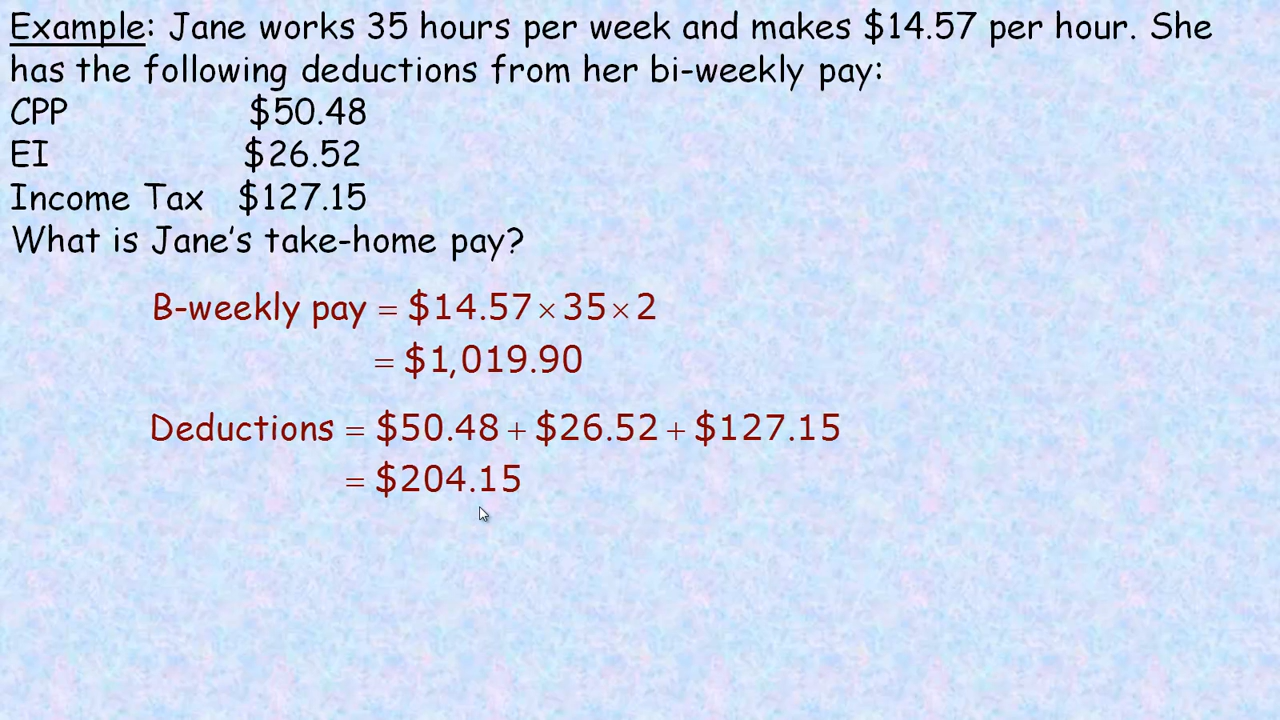 Example: Jane works 35 hours per week and makes $14.57 per hour. She
has the following deductions from her bi-weekly pay:
CPP $50.48
EI $26.52
Income Tax $127.15
What is Jane's take-home pay?
B-weekly pay = $14.57 × 35 × 2
= $1,019.90
Deductions = $50.48 + $26.52 + $127.15
= $204.15